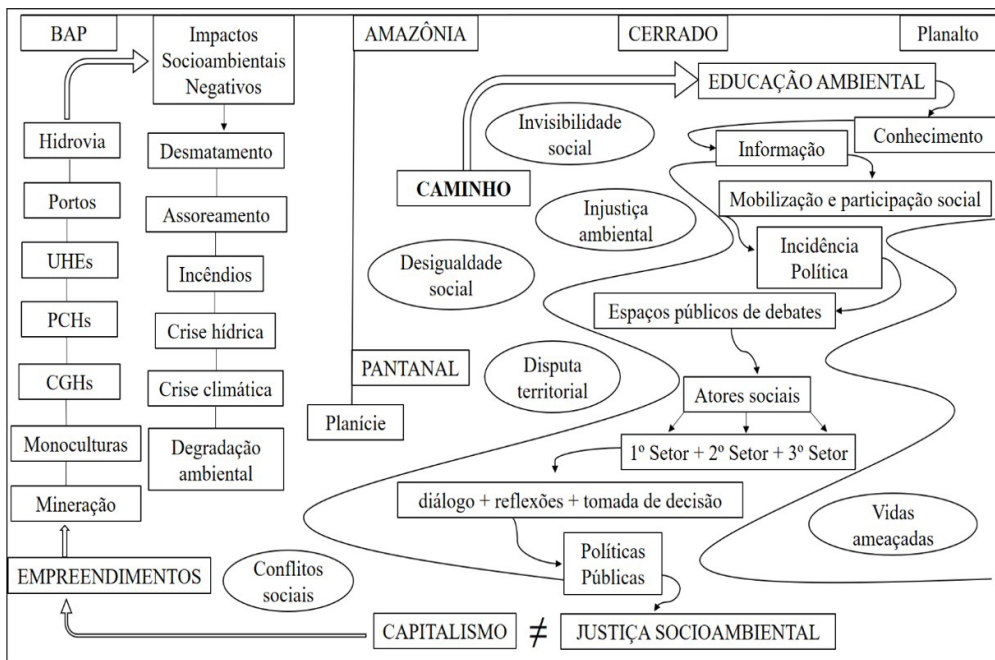 BAP
Impactos
Socioambientais
Negativos
AMAZÔNIA
CERRADO
Planalto
EDUCAÇÃO AMBIENTAL
Hidrovia
Desmatamento
Invisibilidade
social
Informação
Conhecimento
Portos
Assoreamento
CAMINHO
Injustiça
ambiental
Mobilização e participação social
UHEs
Incêndios
Desigualdade
social
Incidência
Política
PCHs
Crise hídrica
Espaços públicos de debates
CGHs
Crise climática
PANTANAL
Disputa
territorial
Atores sociais
Planície
Monoculturas
Degradação
ambiental
1º Setor + 2º Setor + 3º Setor
Mineração
diálogo + reflexões + tomada de decisão
Vidas
ameaçadas
EMPREENDIMENTOS
Conflitos
sociais
Políticas
Públicas
CAPITALISMO ≠ JUSTIÇA SOCIOAMBIENTAL